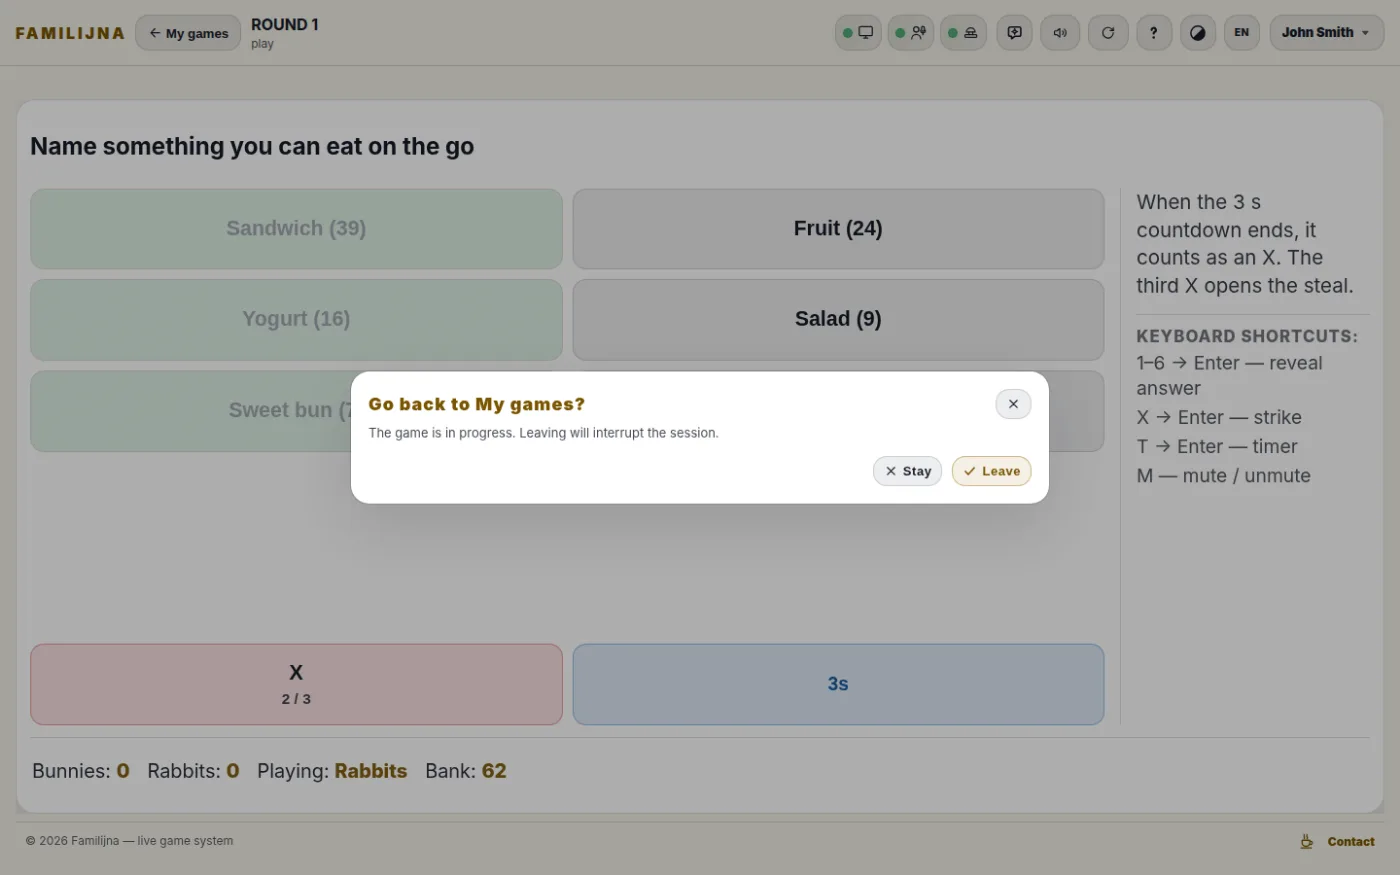 FAMILIJNA
← My games
ROUND 1
play
?
EN
John Smith
Name something you can eat on the go
Sandwich (39)
Fruit (24)
Yogurt (16)
Salad (9)
Sweet bun (7
Go back to My games?
The game is in progress. Leaving will interrupt the session.
Stay
Leave
X
2 / 3
3s
When the 3 s
countdown ends, it
counts as an X. The
third X opens the steal.
KEYBOARD SHORTCUTS:
1–6 → Enter — reveal
answer
X → Enter — strike
T → Enter — timer
M — mute / unmute
Bunnies: 0 Rabbits: 0 Playing: Rabbits Bank: 62
© 2026 Familijna — live game system
Contact